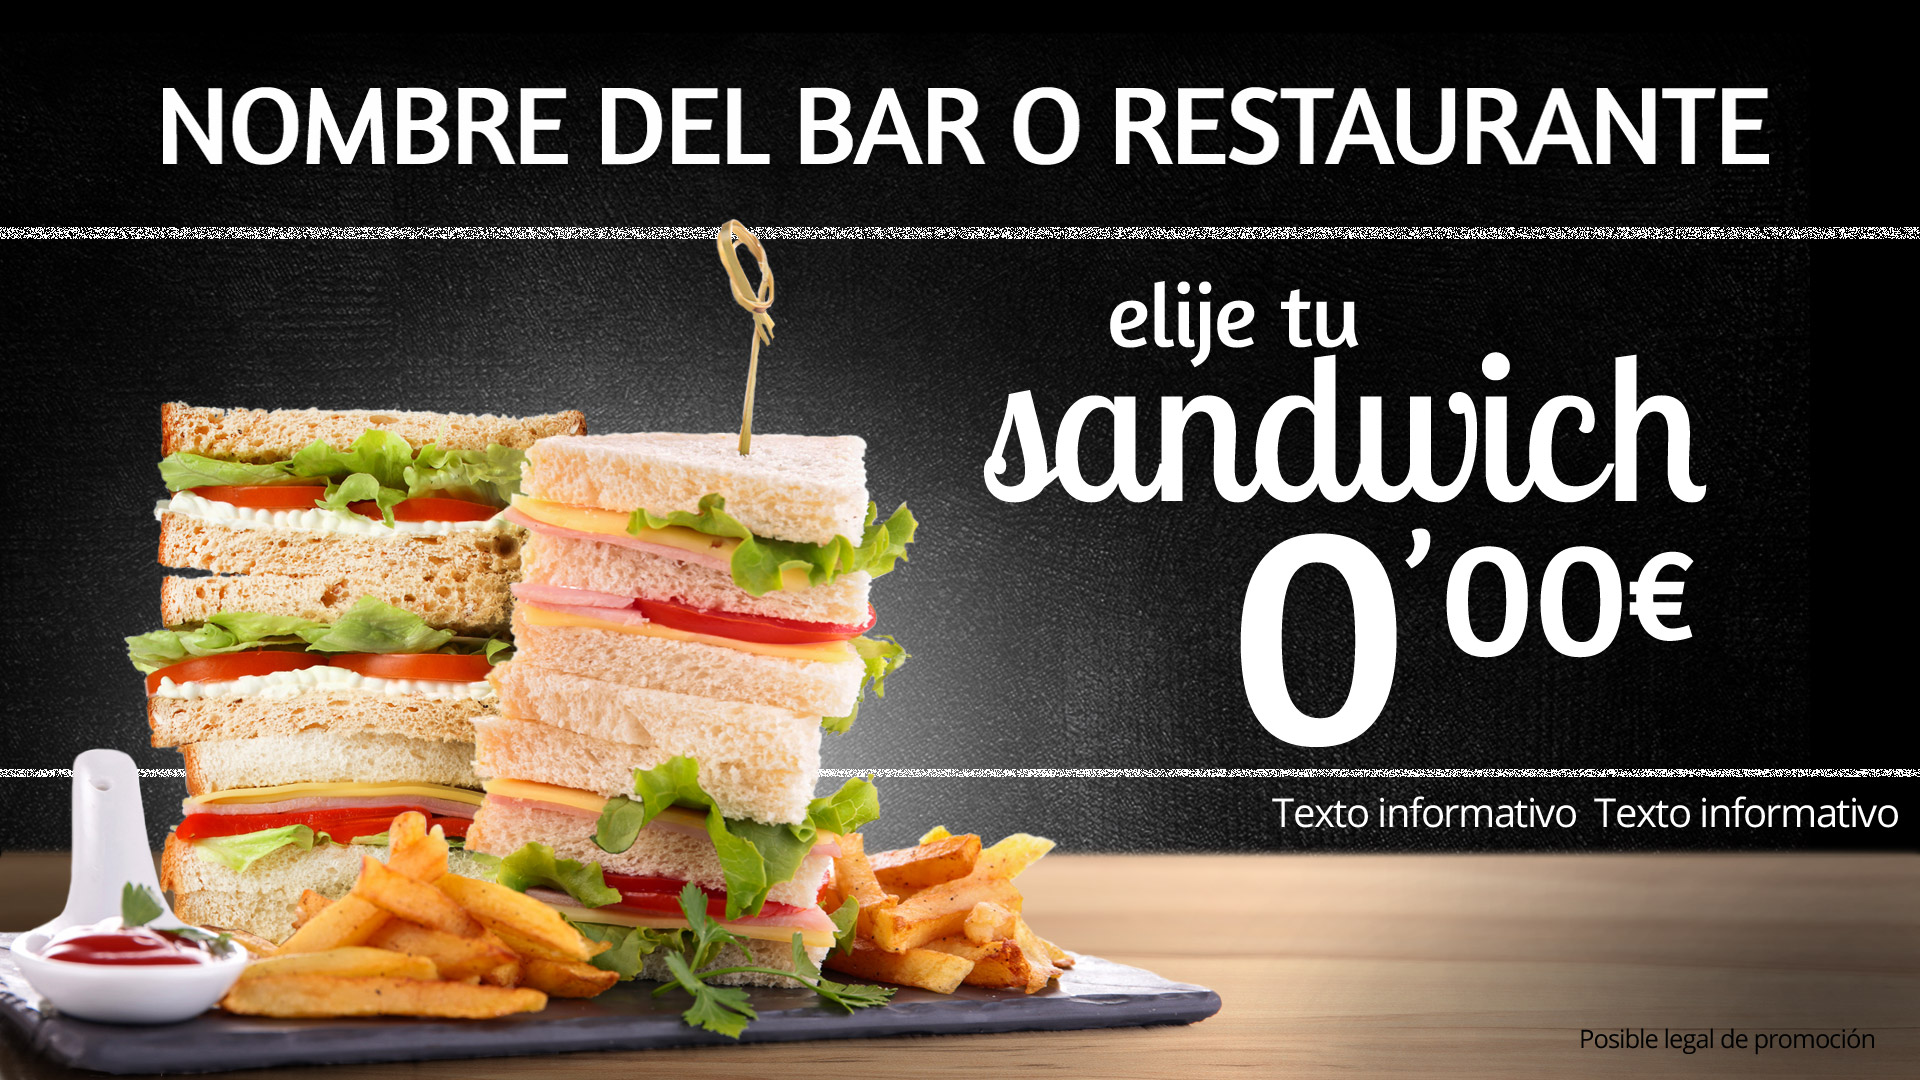 NOMBRE DEL BAR O RESTAURANTE
elije tu
sandwich
0’00€
Texto informativo Texto informativo
Posible legal de promoción